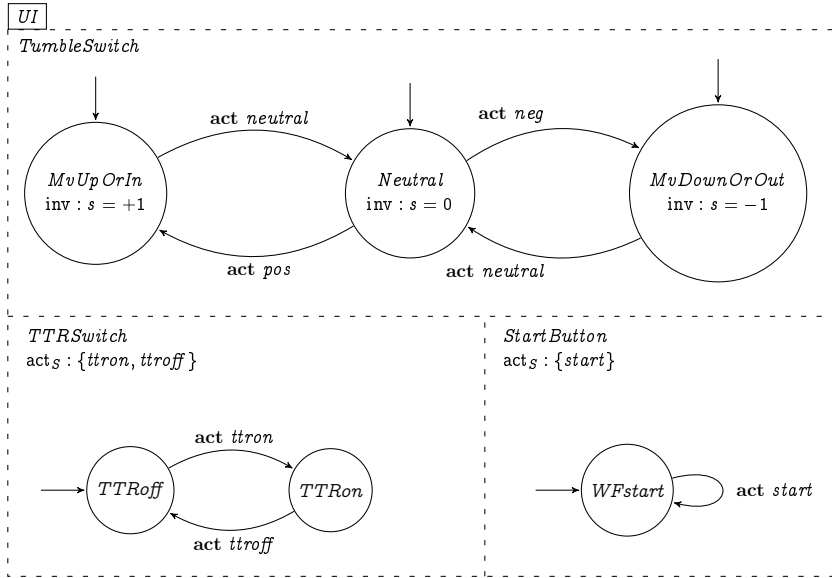 UI
TumbleSwitch
act neutral
act neg
MvUpOrIn
inv : s = +1
Neutral
inv : s = 0
MvDownOrOut
inv : s = −1
act pos
act neutral
TTRSwitch
act_S : {ttron, ttroff}
StartButton
act_S : {start}
act ttron
TTRoff
TTRon
WFstart
act start
act ttroff